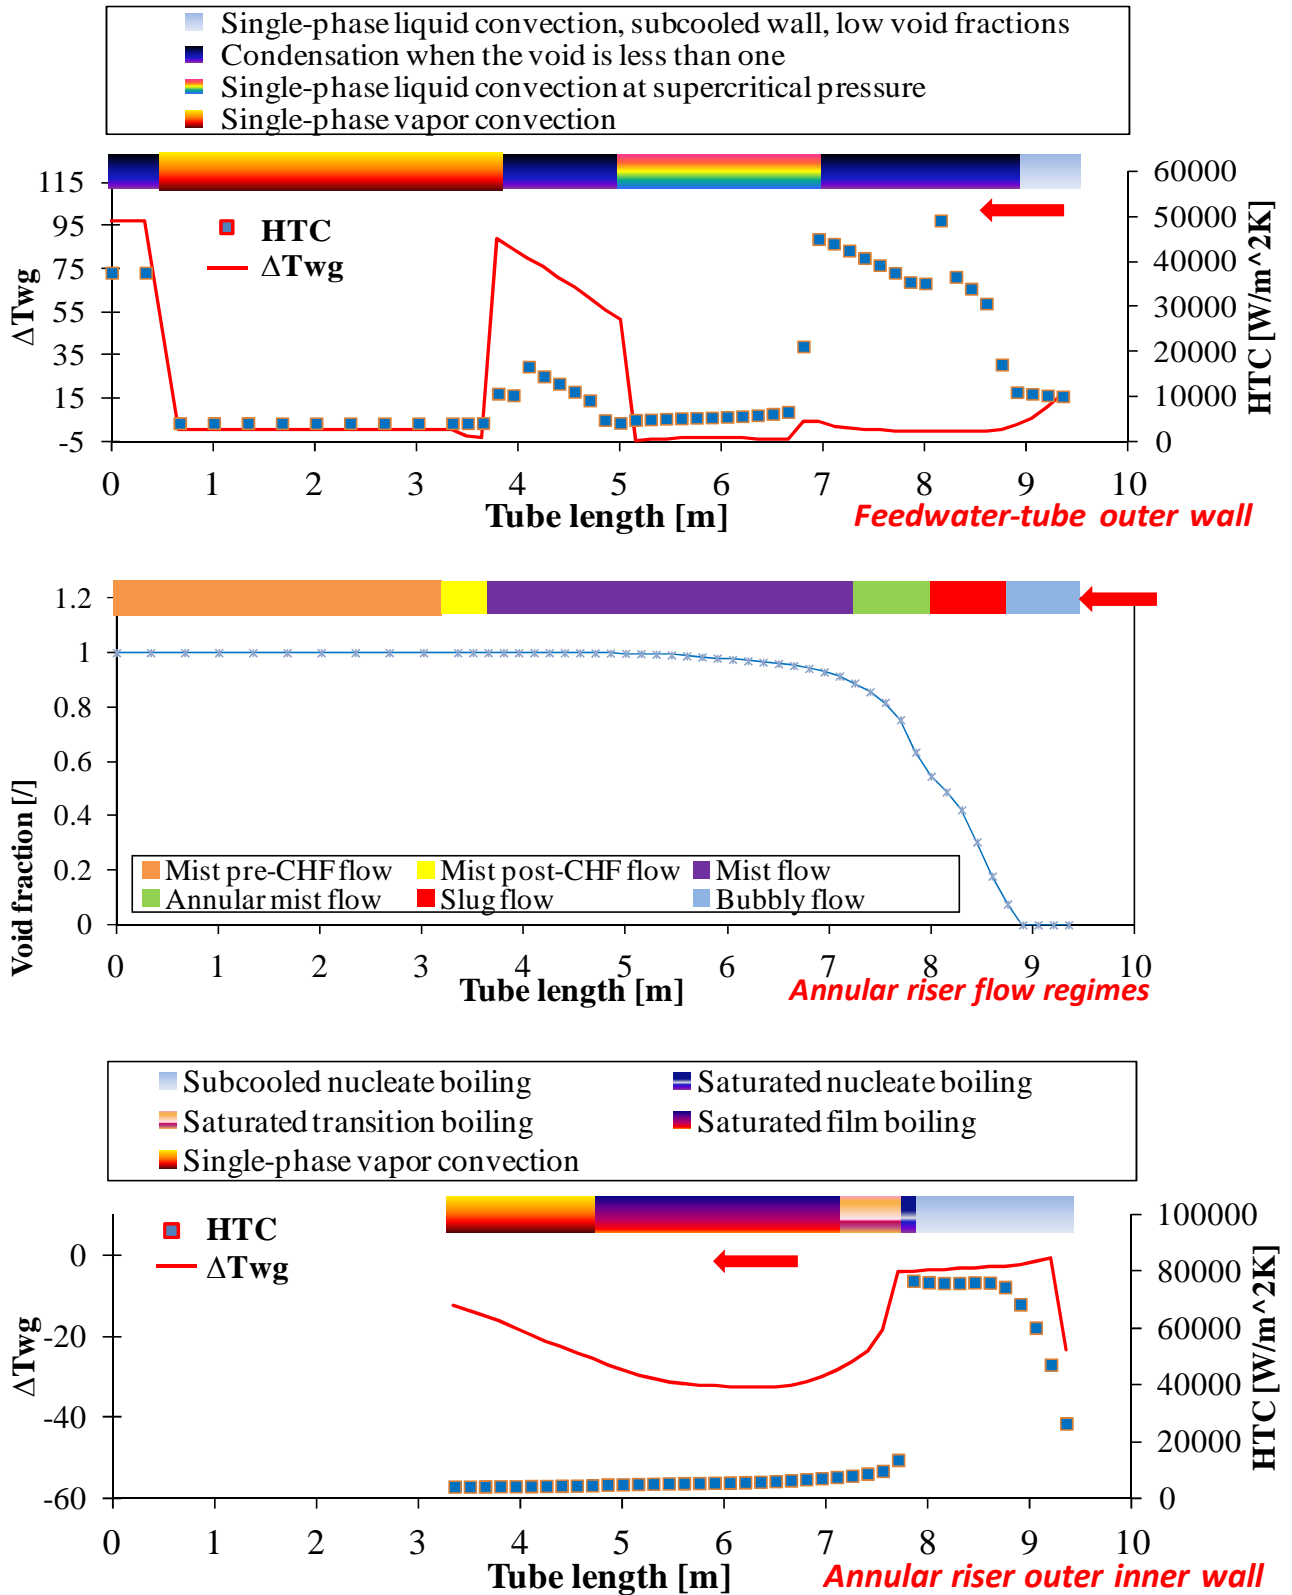 Single-phase liquid convection, subcooled wall, low void fractions
Condensation when the void is less than one
Single-phase liquid convection at supercritical pressure
Single-phase vapor convection
115
95
75
55
35
15
-5
ΔTwg
HTC
ΔTwg
60000
50000
40000
30000
20000
10000
0
HTC [W/m^2K]
0 1 2 3 4 5 6 7 8 9 10
Tube length [m]
Feedwater-tube outer wall
1.2
1
0.8
0.6
0.4
0.2
0
Void fraction [/]
Mist pre-CHF flow Mist post-CHF flow Mist flow
Annular mist flow Slug flow Bubbly flow
0 1 2 3 4 5 6 7 8 9 10
Tube length [m]
Annular riser flow regimes
Subcooled nucleate boiling Saturated nucleate boiling
Saturated transition boiling Saturated film boiling
Single-phase vapor convection
HTC
ΔTwg
0
-20
-40
-60
ΔTwg
100000
80000
60000
40000
20000
0
HTC [W/m^2K]
0 1 2 3 4 5 6 7 8 9 10
Tube length [m]
Annular riser outer inner wall